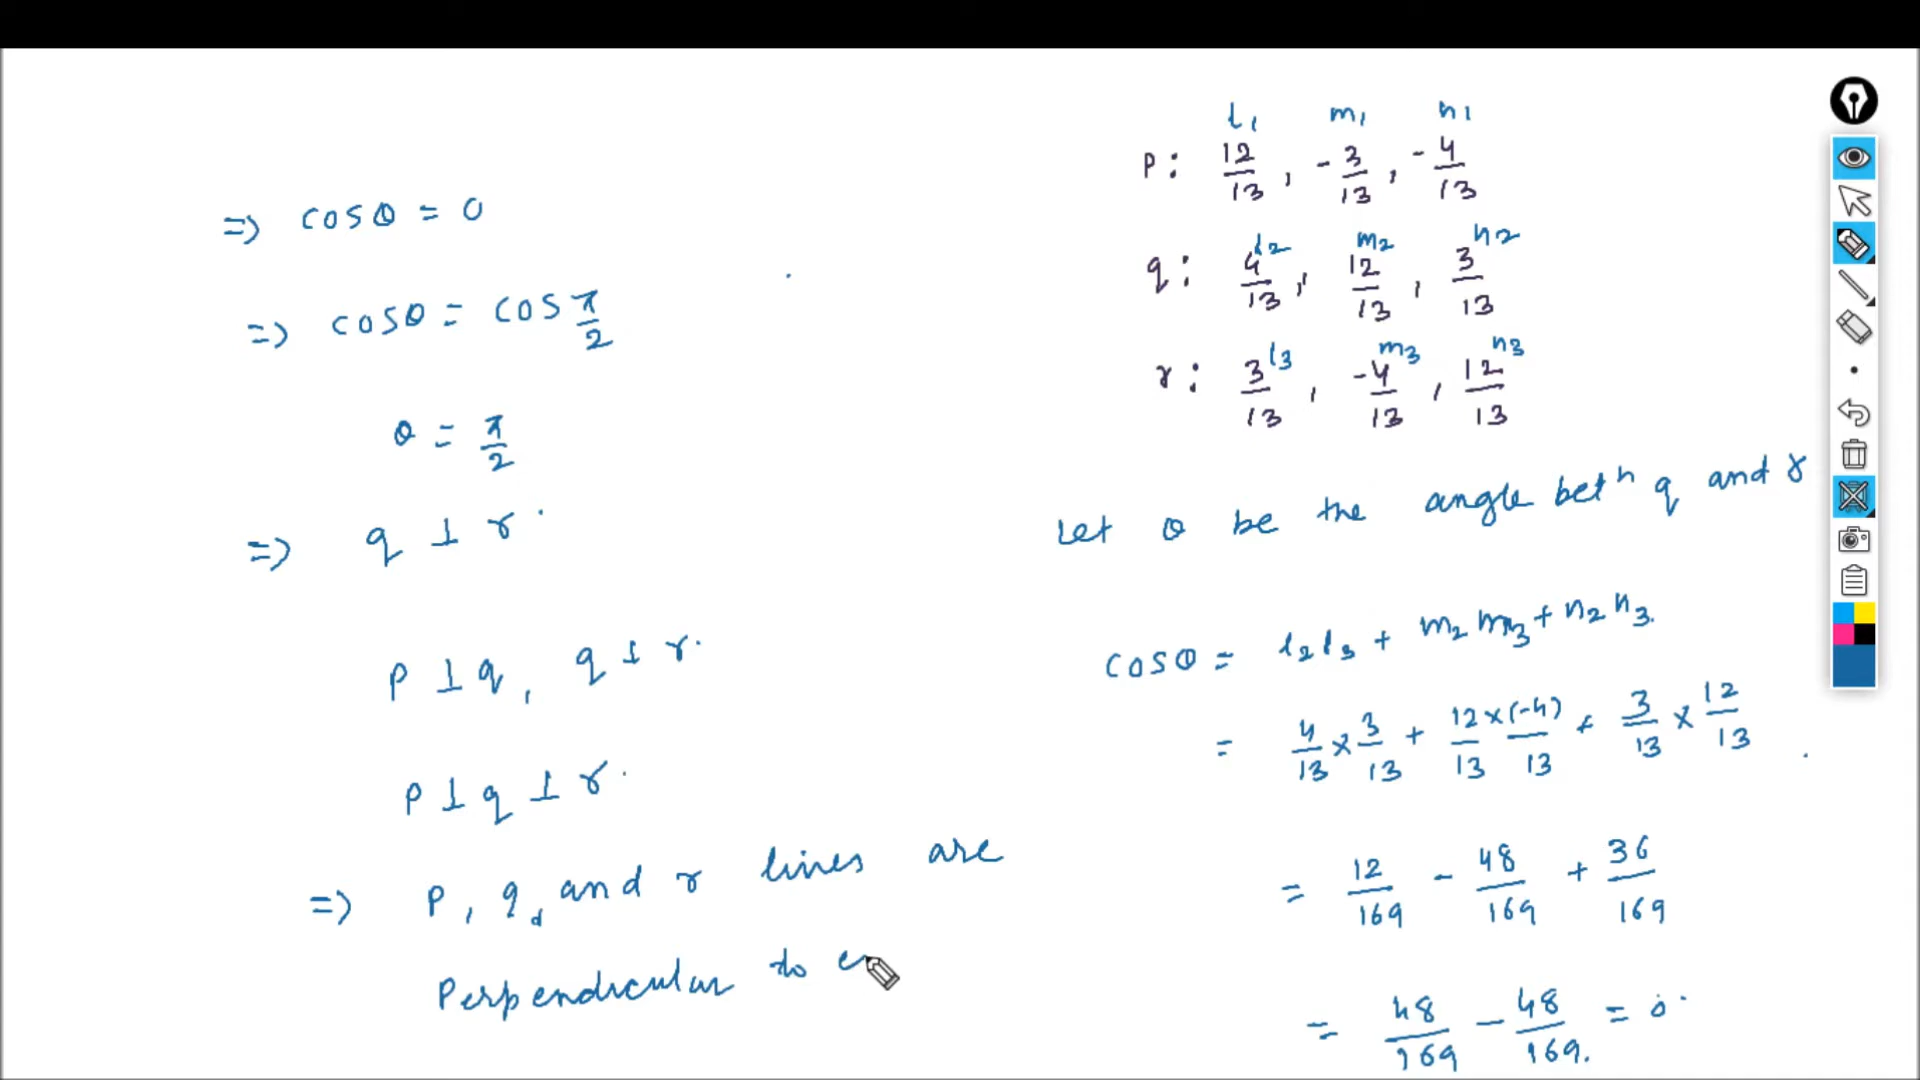 => cosθ = 0
=> cosθ = cos π/2
θ = π/2
=> q ⊥ r.
P ⊥ q, q ⊥ r.
P ⊥ q ⊥ r.
=> P, q, and r lines are
Perpendicular to e
l1 m1 n1
P: 12/13, -3/13, -4/13
l2 m2 n2
q: 4/13, 12/13, 3/13
l3 m3 n3
r: 3/13, -4/13, 12/13
Let θ be the angle betn q and r
cosθ = l2l3 + m2m3 + n2n3.
= 4/13 × 3/13 + 12/13 × (-4)/13 + 3/13 × 12/13
= 12/169 - 48/169 + 36/169
= 48/169 - 48/169. = 0.